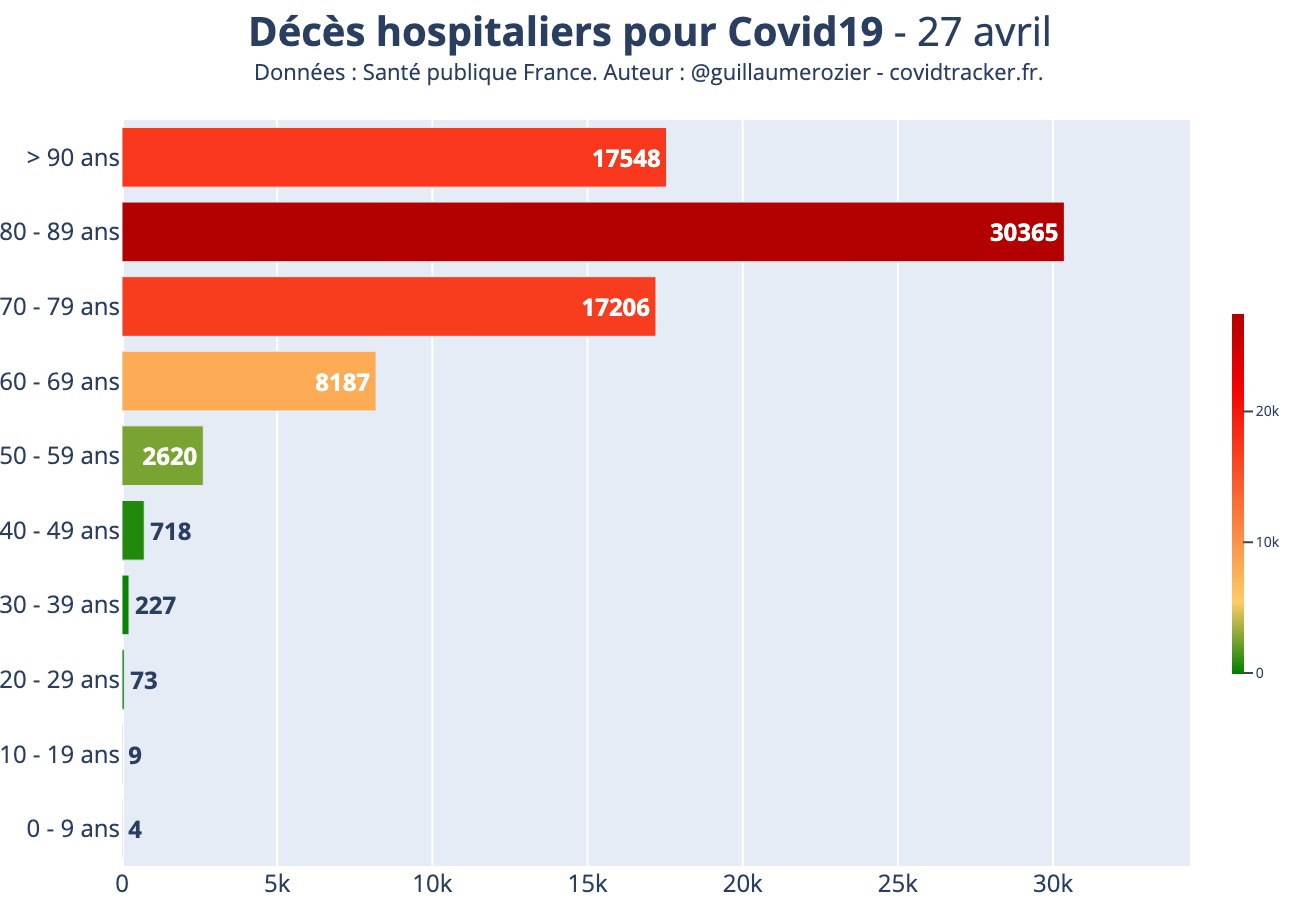 Décès hospitaliers pour Covid19 - 27 avril
Données : Santé publique France. Auteur : @guillaumerozier - covidtracker.fr.
> 90 ans 17548
80 - 89 ans 30365
70 - 79 ans 17206
60 - 69 ans 8187
50 - 59 ans 2620
40 - 49 ans 718
30 - 39 ans 227
20 - 29 ans 73
10 - 19 ans 9
0 - 9 ans 4
0 5k 10k 15k 20k 25k 30k
20k
10k
0